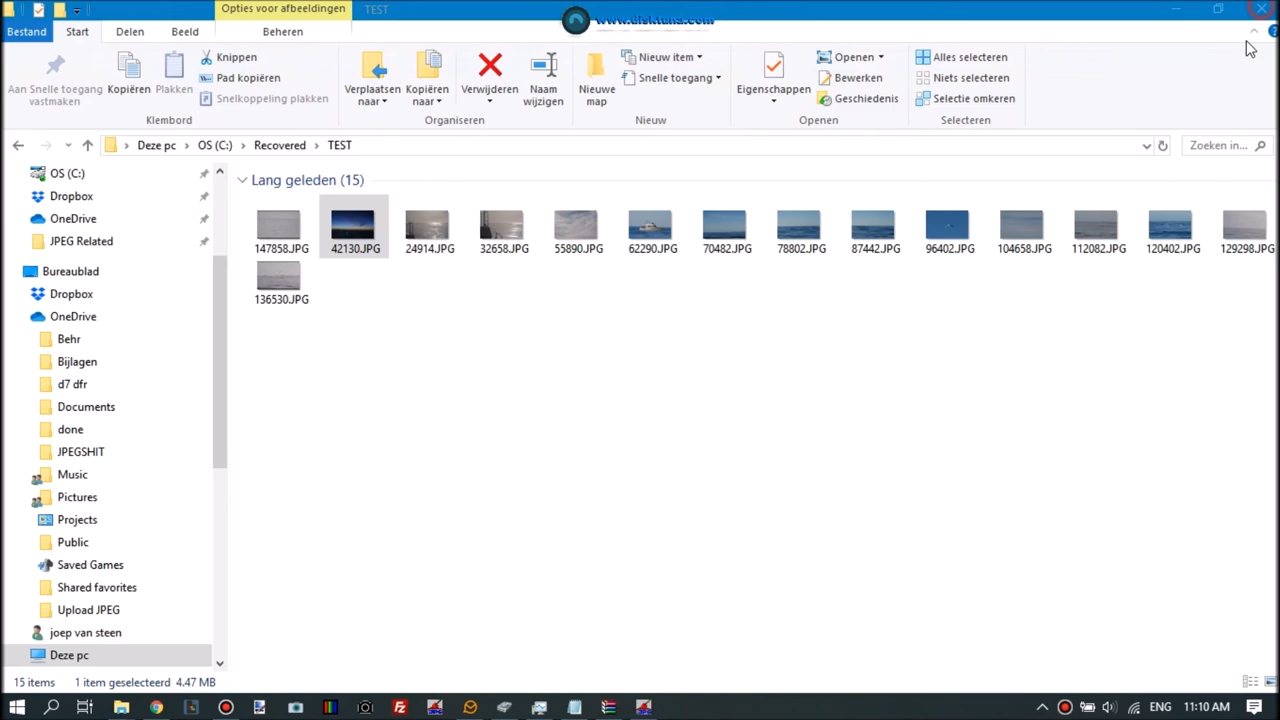 Opties voor afbeeldingen TEST
www.disktuna.com
Bestand Start Delen Beeld Beheren
Aan Snelle toegang vastmaken
Kopiëren
Plakken
Knippen
Pad kopiëren
Snelkoppeling plakken
Verplaatsen naar
Kopiëren naar
Verwijderen
Naam wijzigen
Nieuwe map
Nieuw item
Snelle toegang
Eigenschappen
Openen
Bewerken
Geschiedenis
Alles selecteren
Niets selecteren
Selectie omkeren
Klembord Organiseren Nieuw Openen Selecteren
Deze pc OS (C:) Recovered TEST Zoeken in...
OS (C:)
Dropbox
OneDrive
JPEG Related
Bureaublad
Dropbox
OneDrive
Behr
Bijlagen
d7 dfr
Documents
done
JPEGSHIT
Music
Pictures
Projects
Public
Saved Games
Shared favorites
Upload JPEG
joep van steen
Deze pc
Lang geleden (15)
147858.JPG 42130.JPG 24914.JPG 32658.JPG 55890.JPG 62290.JPG 70482.JPG 78802.JPG 87442.JPG 96402.JPG 104658.JPG 112082.JPG 120402.JPG 129298.JPG
136530.JPG
15 items 1 item geselecteerd 4.47 MB
ENG 11:10 AM